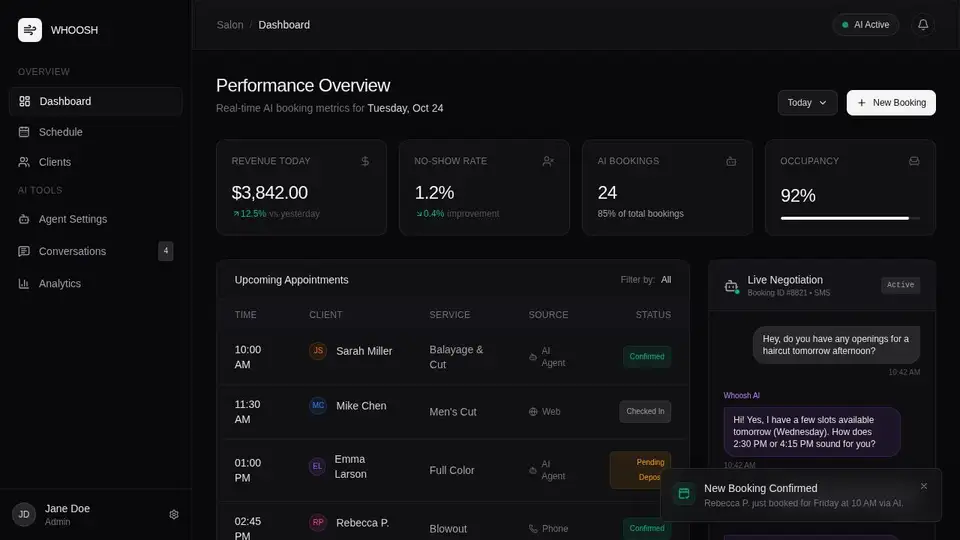 WHOOSH
OVERVIEW
Dashboard
Schedule
Clients
AI TOOLS
Agent Settings
Conversations 4
Analytics
JD
Jane Doe
Admin
Salon / Dashboard
AI Active
Performance Overview
Real-time AI booking metrics for Tuesday, Oct 24
Today
New Booking
REVENUE TODAY
$3,842.00
12.5% vs yesterday
NO-SHOW RATE
1.2%
0.4% improvement
AI BOOKINGS
24
85% of total bookings
OCCUPANCY
92%
Upcoming Appointments
Filter by: All
TIME CLIENT SERVICE SOURCE STATUS
10:00
AM
JS Sarah Miller
Balayage &
Cut
AI
Agent
Confirmed
11:30
AM
MC Mike Chen
Men's Cut
Web
Checked In
01:00
PM
EL
Emma
Larson
Full Color
AI
Agent
Pending
Depos
02:45
PM
RP Rebecca P.
Blowout
Phone
Confirmed
Live Negotiation
Booking ID #8821 • SMS
Active
Hey, do you have any openings for a
haircut tomorrow afternoon?
10:42 AM
Whoosh AI
Hi! Yes, I have a few slots available
tomorrow (Wednesday). How does
2:30 PM or 4:15 PM sound for you?
10:42 AM
New Booking Confirmed
Rebecca P. just booked for Friday at 10 AM via AI.